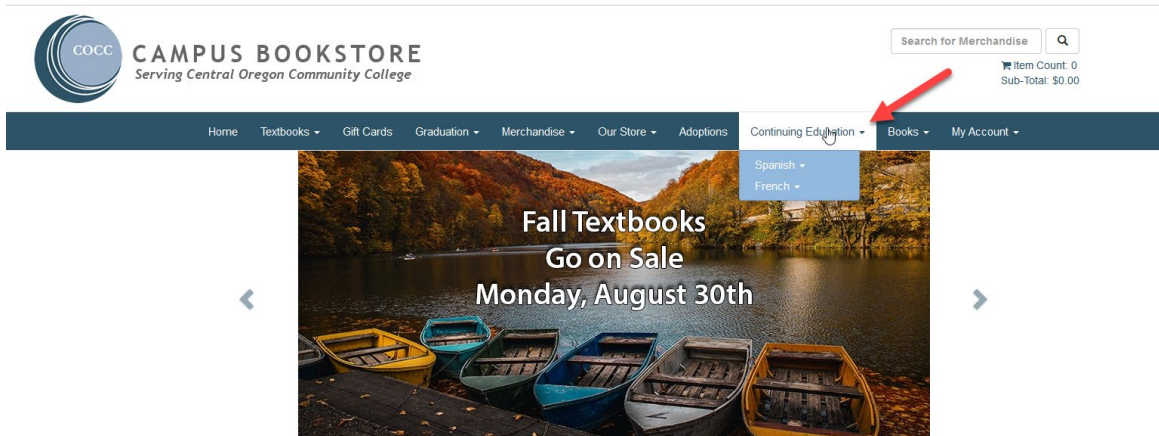 COCC
CAMPUS BOOKSTORE
Serving Central Oregon Community College
Search for Merchandise
Item Count: 0
Sub-Total: $0.00
Home Textbooks Gift Cards Graduation Merchandise Our Store Adoptions Continuing Education Books My Account
Spanish
French
Fall Textbooks
Go on Sale
Monday, August 30th